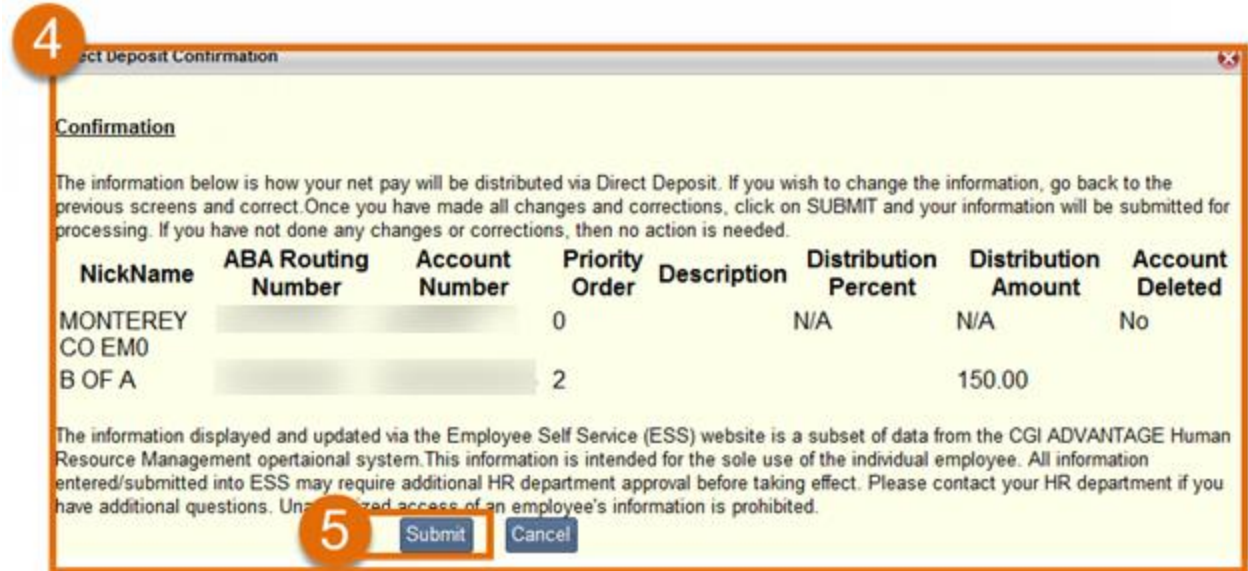 4
ect Deposit Confirmation
Confirmation
The information below is how your net pay will be distributed via Direct Deposit. If you wish to change the information, go back to the
previous screens and correct.Once you have made all changes and corrections, click on SUBMIT and your information will be submitted for
processing. If you have not done any changes or corrections, then no action is needed.
NickName ABA Routing Number Account Number Priority Order Description Distribution Percent Distribution Amount Account Deleted
MONTEREY CO EM0 0 N/A N/A No
B OF A 2 150.00
The information displayed and updated via the Employee Self Service (ESS) website is a subset of data from the CGI ADVANTAGE Human
Resource Management opertaional system.This information is intended for the sole use of the individual employee. All information
entered/submitted into ESS may require additional HR department approval before taking effect. Please contact your HR department if you
have additional questions. access of an employee's information is prohibited.
5 Submit Cancel